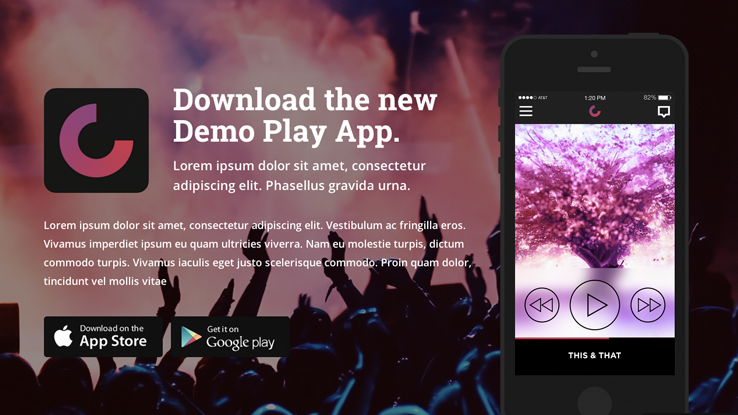 Download the new
Demo Play App.
Lorem ipsum dolor sit amet, consectetur
adipiscing elit. Phasellus gravida urna.
Lorem ipsum dolor sit amet, consectetur adipiscing elit. Vestibulum ac fringilla eros.
Vivamus imperdiet ipsum eu quam ultricies viverra. Nam eu molestie turpis, dictum
commodo turpis. Vivamus iaculis eget justo scelerisque commodo. Proin quam dolor,
tincidunt vel mollis vitae
Download on the
App Store
Get it on
Google play
AT&T 1:20 PM 82%
THIS & THAT